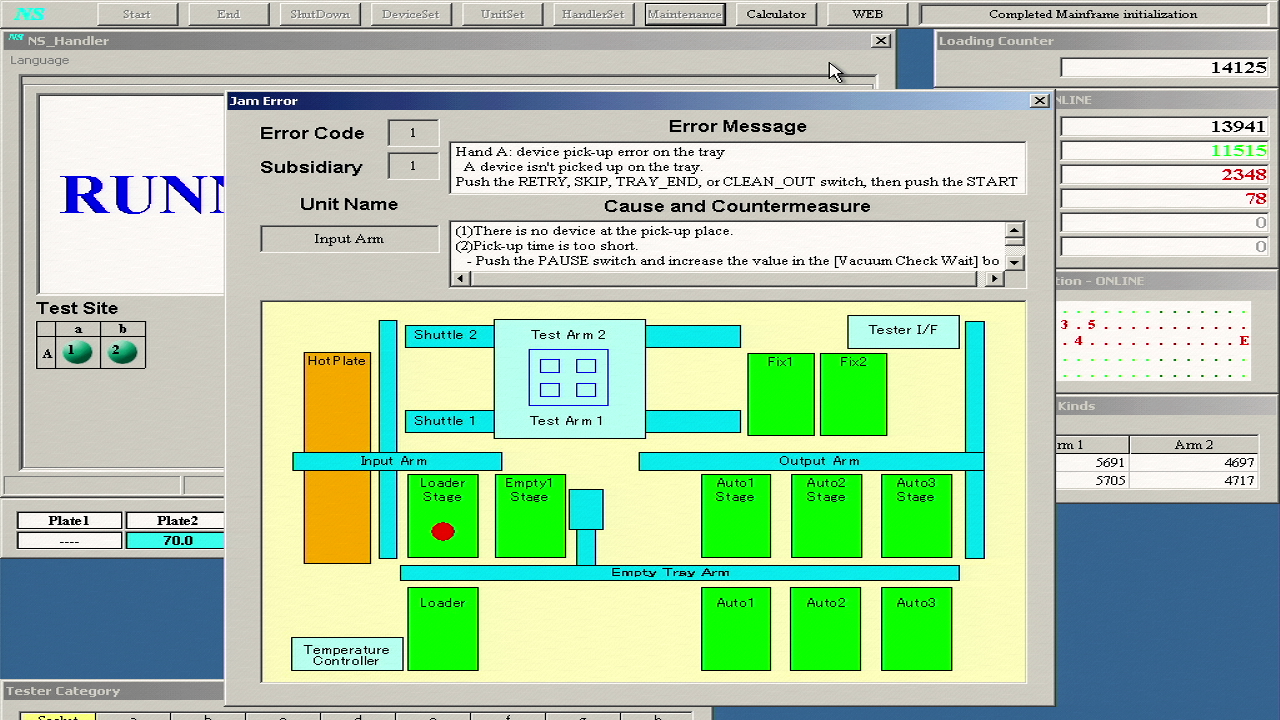 NS Start End ShutDown DeviceSet UnitSet HandlerSet Maintenance Calculator WEB Completed Mainframe initialization
NS NS_Handler
Language
Loading Counter
14125
Jam Error
NLINE
Error Code 1
Subsidiary 1
Unit Name
Input Arm
Error Message
Hand A: device pick-up error on the tray
A device isn't picked up on the tray.
Push the RETRY, SKIP, TRAY_END, or CLEAN_OUT switch, then push the START
Cause and Countermeasure
(1)There is no device at the pick-up place.
(2)Pick-up time is too short.
- Push the PAUSE switch and increase the value in the [Vacuum Check Wait] bo
13941
11515
2348
78
0
0
RUNN
Test Site
a b
A 1 2
tion - ONLINE
3 . 5
. 4 E
Kinds
rm 1 Arm 2
5691 4697
5705 4717
Plate1 Plate2
---- 70.0
HotPlate
Shuttle 2
Test Arm 2
Tester I/F
Fix1 Fix2
Shuttle 1
Test Arm 1
Input Arm
Output Arm
Loader
Stage
Empty1
Stage
Auto1
Stage
Auto2
Stage
Auto3
Stage
Empty Tray Arm
Loader
Auto1 Auto2 Auto3
Temperature
Controller
Tester Category
Socket a b c d e f g h